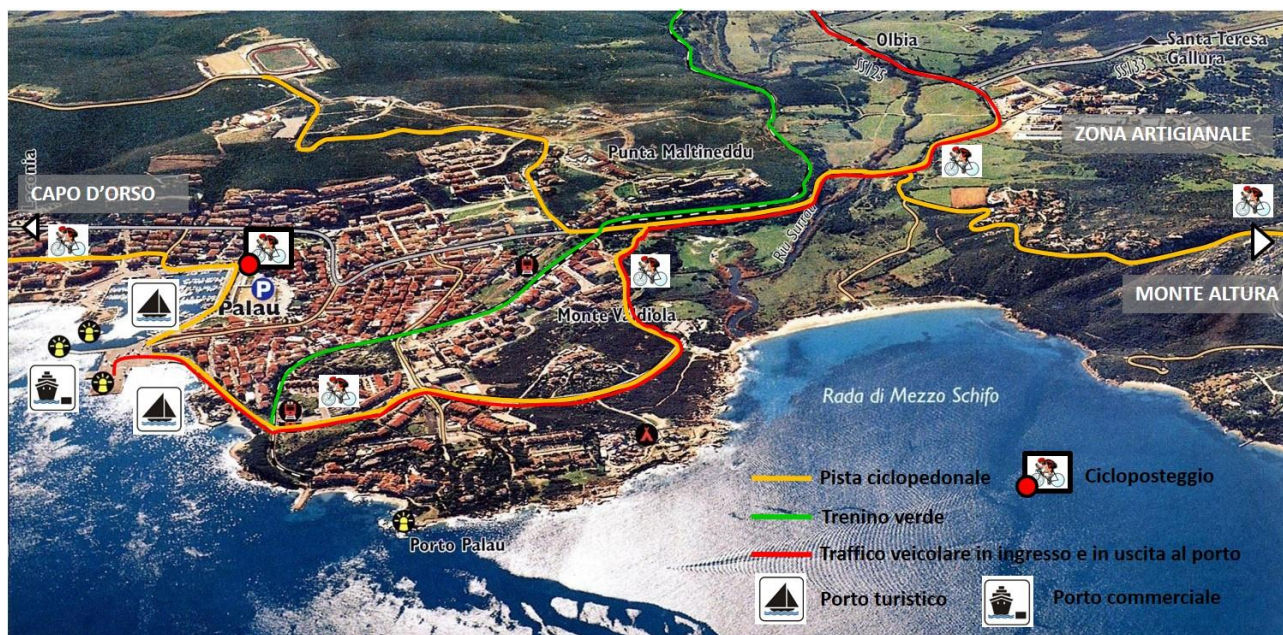 Olbia
SS125
Santa Teresa
Gallura
SS133
ZONA ARTIGIANALE
Punta Maltineddu
CAPO D'ORSO
Riu Surrau
P
Palau
Monte Valdiola
MONTE ALTURA
Rada di Mezzo Schifo
Porto Palau
Pista ciclopedonale
Cicloposteggio
Trenino verde
Traffico veicolare in ingresso e in uscita al porto
Porto turistico
Porto commerciale